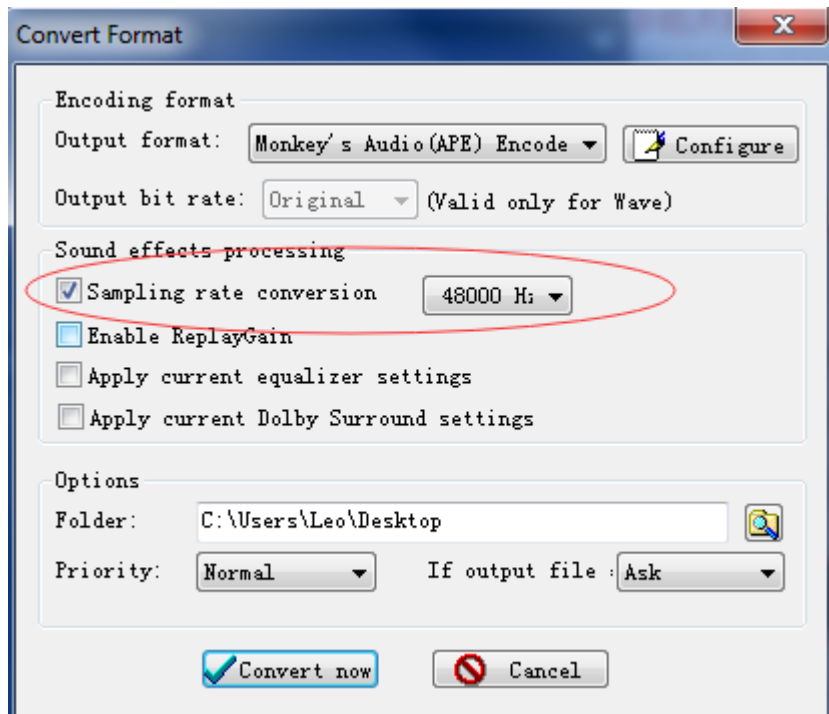 Convert Format
Encoding format
Output format: Monkey's Audio(APE) Encode Configure
Output bit rate: Original (Valid only for Wave)
Sound effects processing
Sampling rate conversion 48000 H
Enable ReplayGain
Apply current equalizer settings
Apply current Dolby Surround settings
Options
Folder: C:\Users\Leo\Desktop
Priority: Normal If output file : Ask
Convert now Cancel